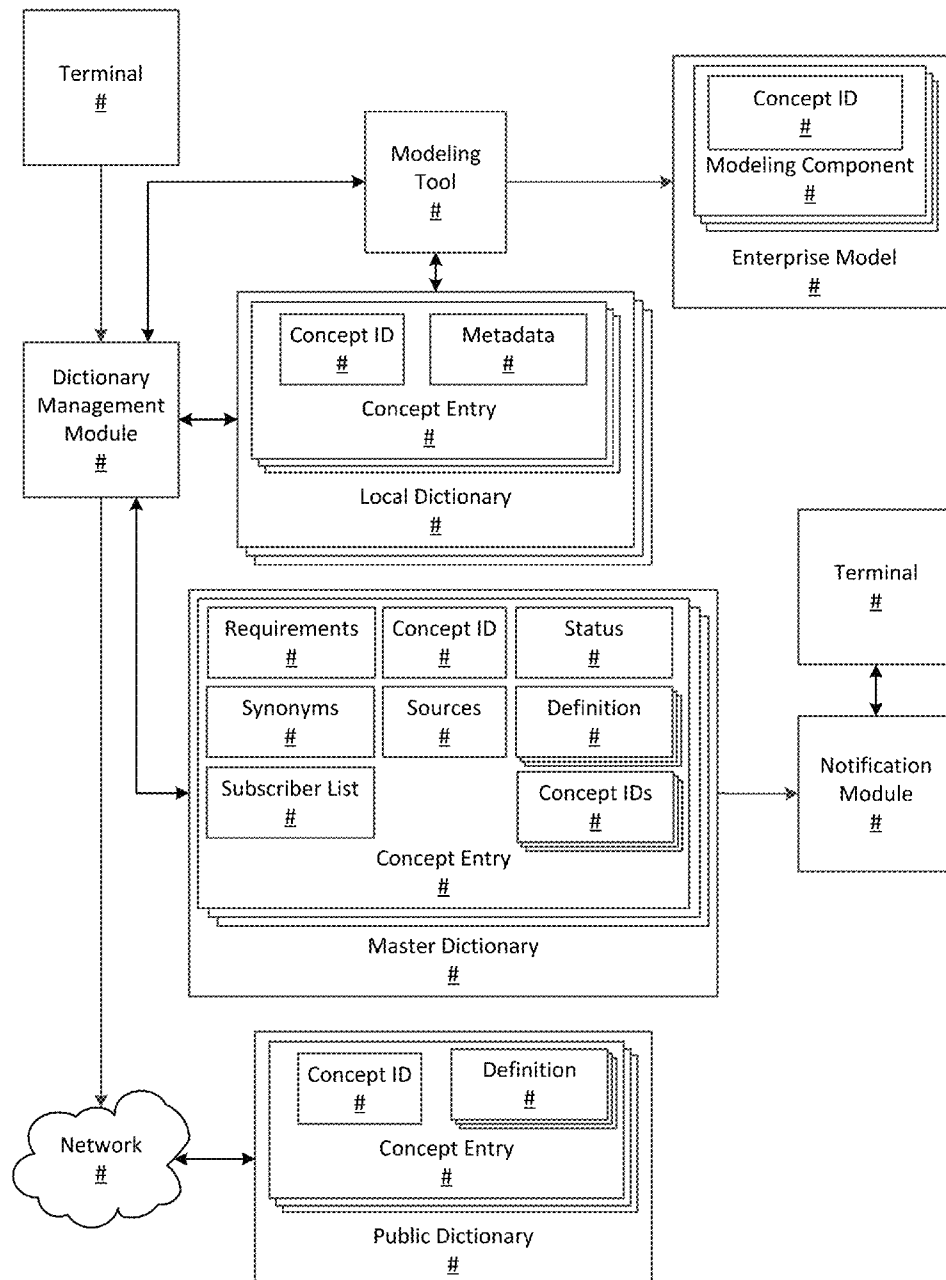 Terminal
#
Modeling
Tool
#
Concept ID
#
Modeling Component
#
Enterprise Model
#
Dictionary
Management
Module
#
Concept ID
#
Metadata
#
Concept Entry
#
Local Dictionary
#
Requirements
#
Concept ID
#
Status
#
Synonyms
#
Sources
#
Definition
#
Subscriber List
#
Concept IDs
#
Concept Entry
#
Master Dictionary
#
Terminal
#
Notification
Module
#
Network
#
Concept ID
#
Definition
#
Concept Entry
#
Public Dictionary
#